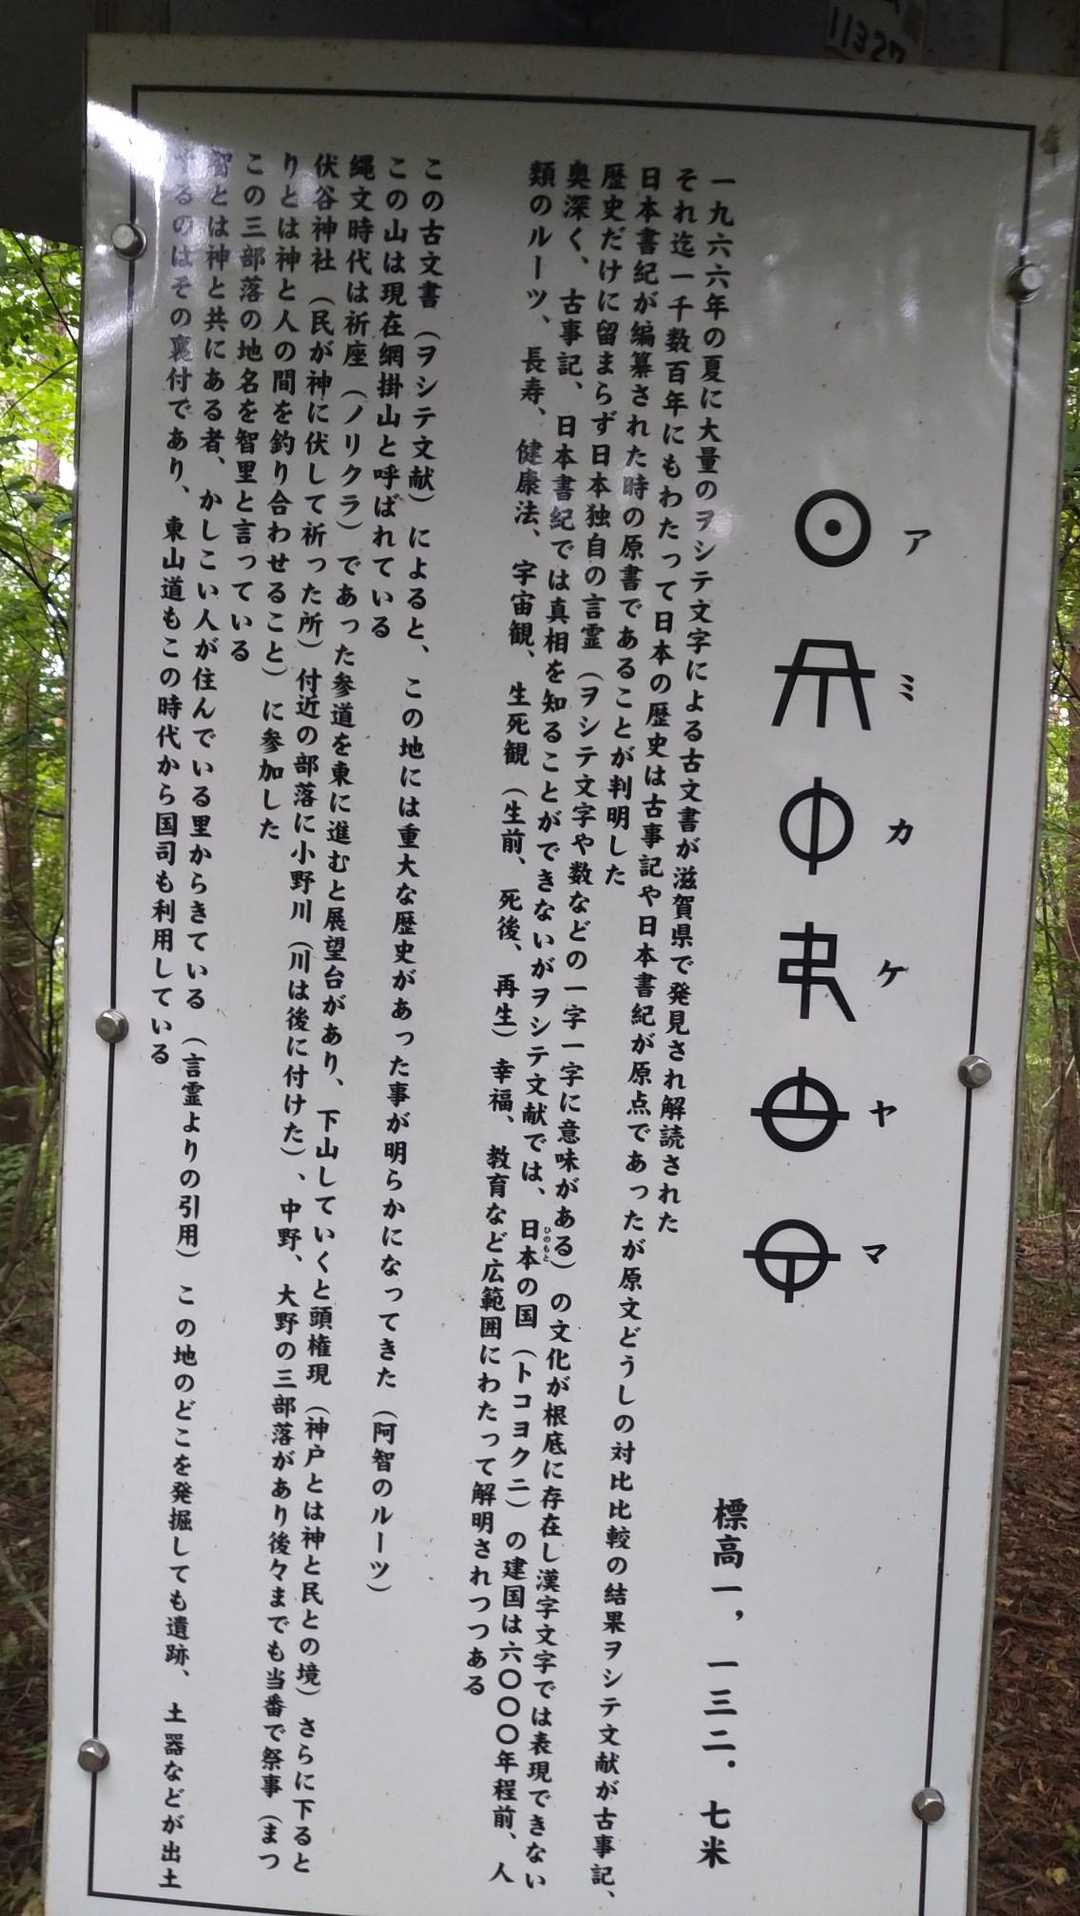 11327
アミカケヤマ
標高一，一三二．七米
一九六六年の夏に大量のヲシテ文字による古文書が滋賀県で発見され解読された
それ迄一千数百年にもわたって日本の歴史は古事記や日本書紀が原点であったが原文どうしの対比比較の結果ヲシテ文献が古事記、
日本書紀が編纂された時の原書であることが判明した
歴史だけに留まらず日本独自の言霊（ヲシテ文字や数などの一字一字に意味がある）の文化が根底に存在し漢字文字では表現できない
奥深く、古事記、日本書紀では真相を知ることができないがヲシテ文献では、日本の国（トコヨクニ）の建国は六〇〇〇年程前、人
ひのもと
類のルーツ、長寿、健康法、宇宙観、生死観（生前、死後、再生）幸福、教育など広範囲にわたって解明されつつある
この古文書（ヲシテ文献）によると、この地には重大な歴史があった事が明らかになってきた（阿智のルーツ）
この山は現在網掛山と呼ばれている
縄文時代は祈座（ノリクラ）であった参道を東に進むと展望台があり、下山していくと頭権現（神戸とは神と民との境）さらに下ると
伏谷神社（民が神に伏して祈った所）付近の部落に小野川（川は後に付けた）、中野、大野の三部落があり後々までも当番で祭事（まつ
りとは神と人の間を釣り合わせること）に参加した
この三部落の地名を智里と言っている
智とは神と共にある者、かしこい人が住んでいる里からきている（言霊よりの引用）この地のどこを発掘しても遺跡、土器などが出土
するのはその裏付であり、東山道もこの時代から国司も利用している